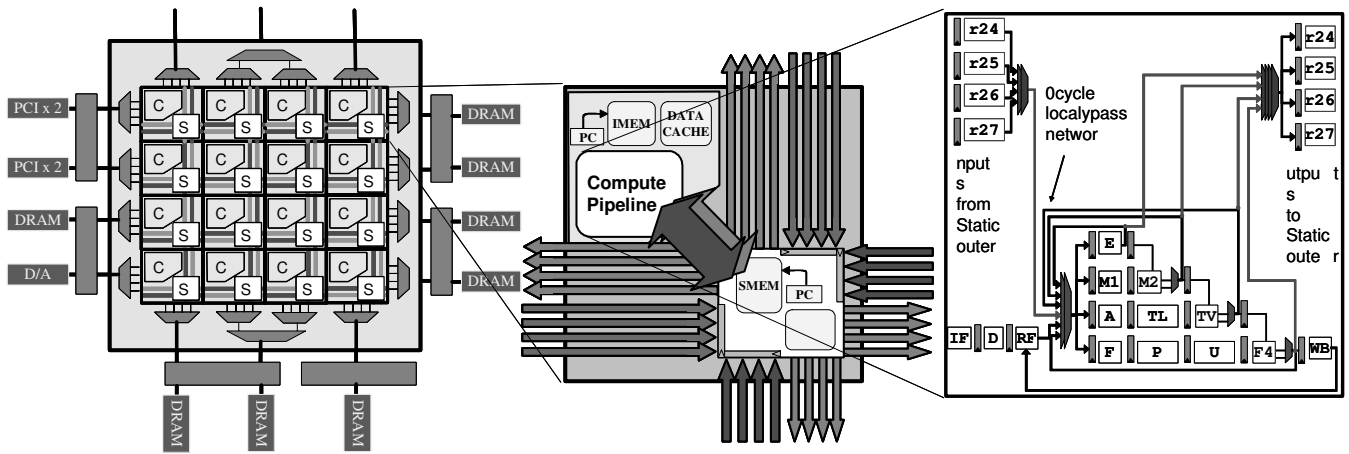 PCI x 2
PCI x 2
DRAM
D/A
C C C C
S S S S
C C C C
S S S S
C C C C
S S S S
C C C C
S S S S
DRAM
DRAM
DRAM
DRAM
DRAM
DRAM
DRAM
PC
IMEM
DATA
CACHE
Compute
Pipeline
SMEM
PC
r24
r25
r26
r27
nput
s
from
Static
outer
0cycle
localypass
networ
r24
r25
r26
r27
utpu t
s
to
Static
oute r
E
M1 M2
A TL TV
IF D RF
F P U F4 WB